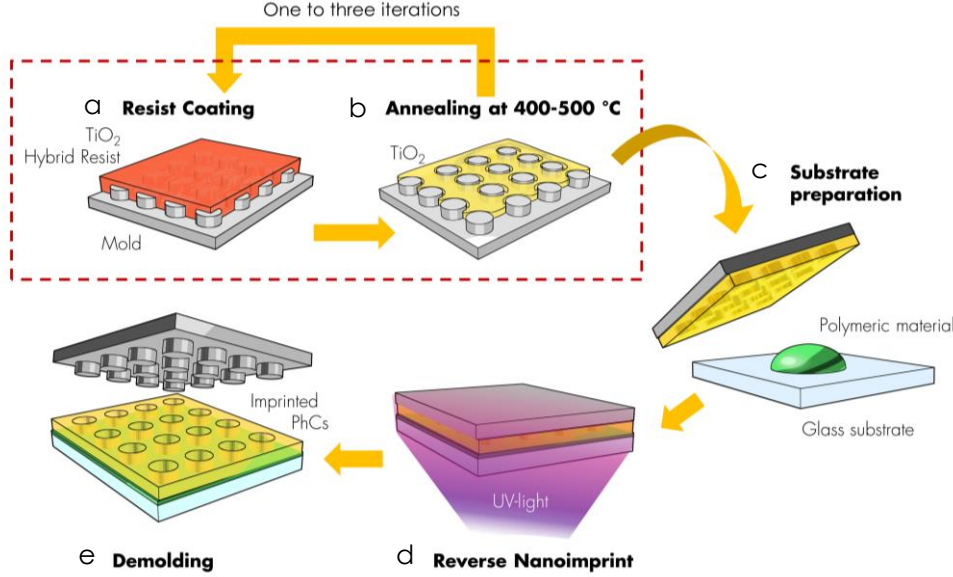 One to three iterations
a Resist Coating
b Annealing at 400-500 °C
TiO₂
Hybrid Resist
Mold
TiO₂
c Substrate
preparation
Polymeric material
Glass substrate
Imprinted
PhCs
UV-light
e Demolding
d Reverse Nanoimprint